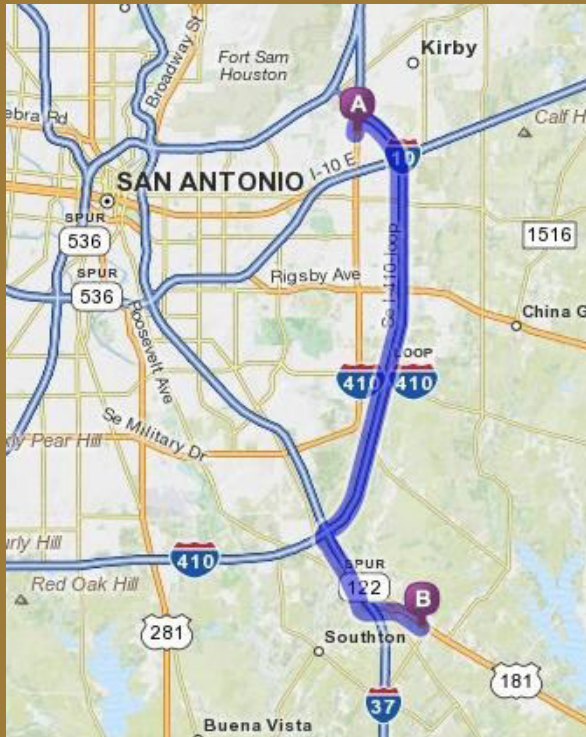 Kirby
Fort Sam
Houston
Broadway St
A
ebra Rd
Calf H
10
I-10 E
SAN ANTONIO
SPUR
536
1516
SPUR
536
Rigsby Ave
Se I-410-loop
China G
Roosevelt Ave
LOOP
410
410
Se Military Dr
ly Pear Hill
urly Hill
410
SPUR
122
Red Oak Hill
B
281
Southton
181
37
Buena Vista